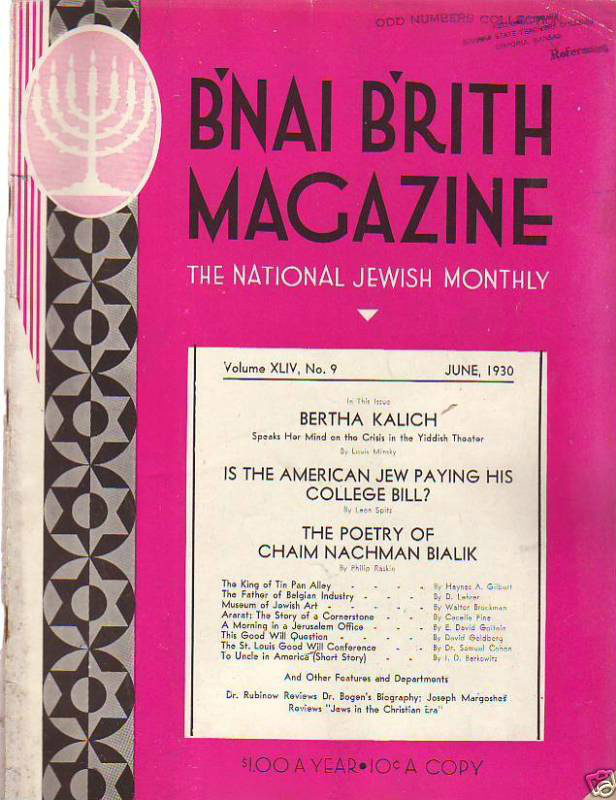 ODD NUMBERS
B'NAI B'RITH
MAGAZINE
THE NATIONAL JEWISH MONTHLY
Volume XLIV, No. 9 JUNE, 1930
In This Issue
BERTHA KALICH
Speaks Her Mind on the Crisis in the Yiddish Theater
By Louis Minsky
IS THE AMERICAN JEW PAYING HIS
COLLEGE BILL?
By Leon Spitz
THE POETRY OF
CHAIM NACHMAN BIALIK
By Philip Raskin
The King of Tin Pan Alley - - - - By Haynes A. Gilbert
The Father of Belgian Industry - - - - By D. Lehrer
Museum of Jewish Art - - - - - By Walter Brockman
Ararat: The Story of a Cornerstone - - - By Cecelle Pine
A Morning in a Jerusalem Office - - - By E. David Goitein
This Good Will Question - - - - By David Goldberg
The St. Louis Good Will Conference - - - By Dr. Samuel Cohen
To Uncle in America (Short Story) - - - By I. D. Berkowitz
And Other Features and Departments
Dr. Rubinow Reviews Dr. Bogen's Biography; Joseph Margoshes
Reviews "Jews in the Christian Era"
$1.00 A YEAR • 10¢ A COPY